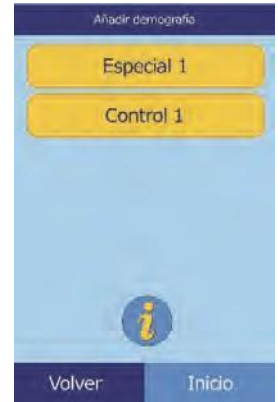 Añadir demografía
Especial 1
Control 1
i
Volver Inicio